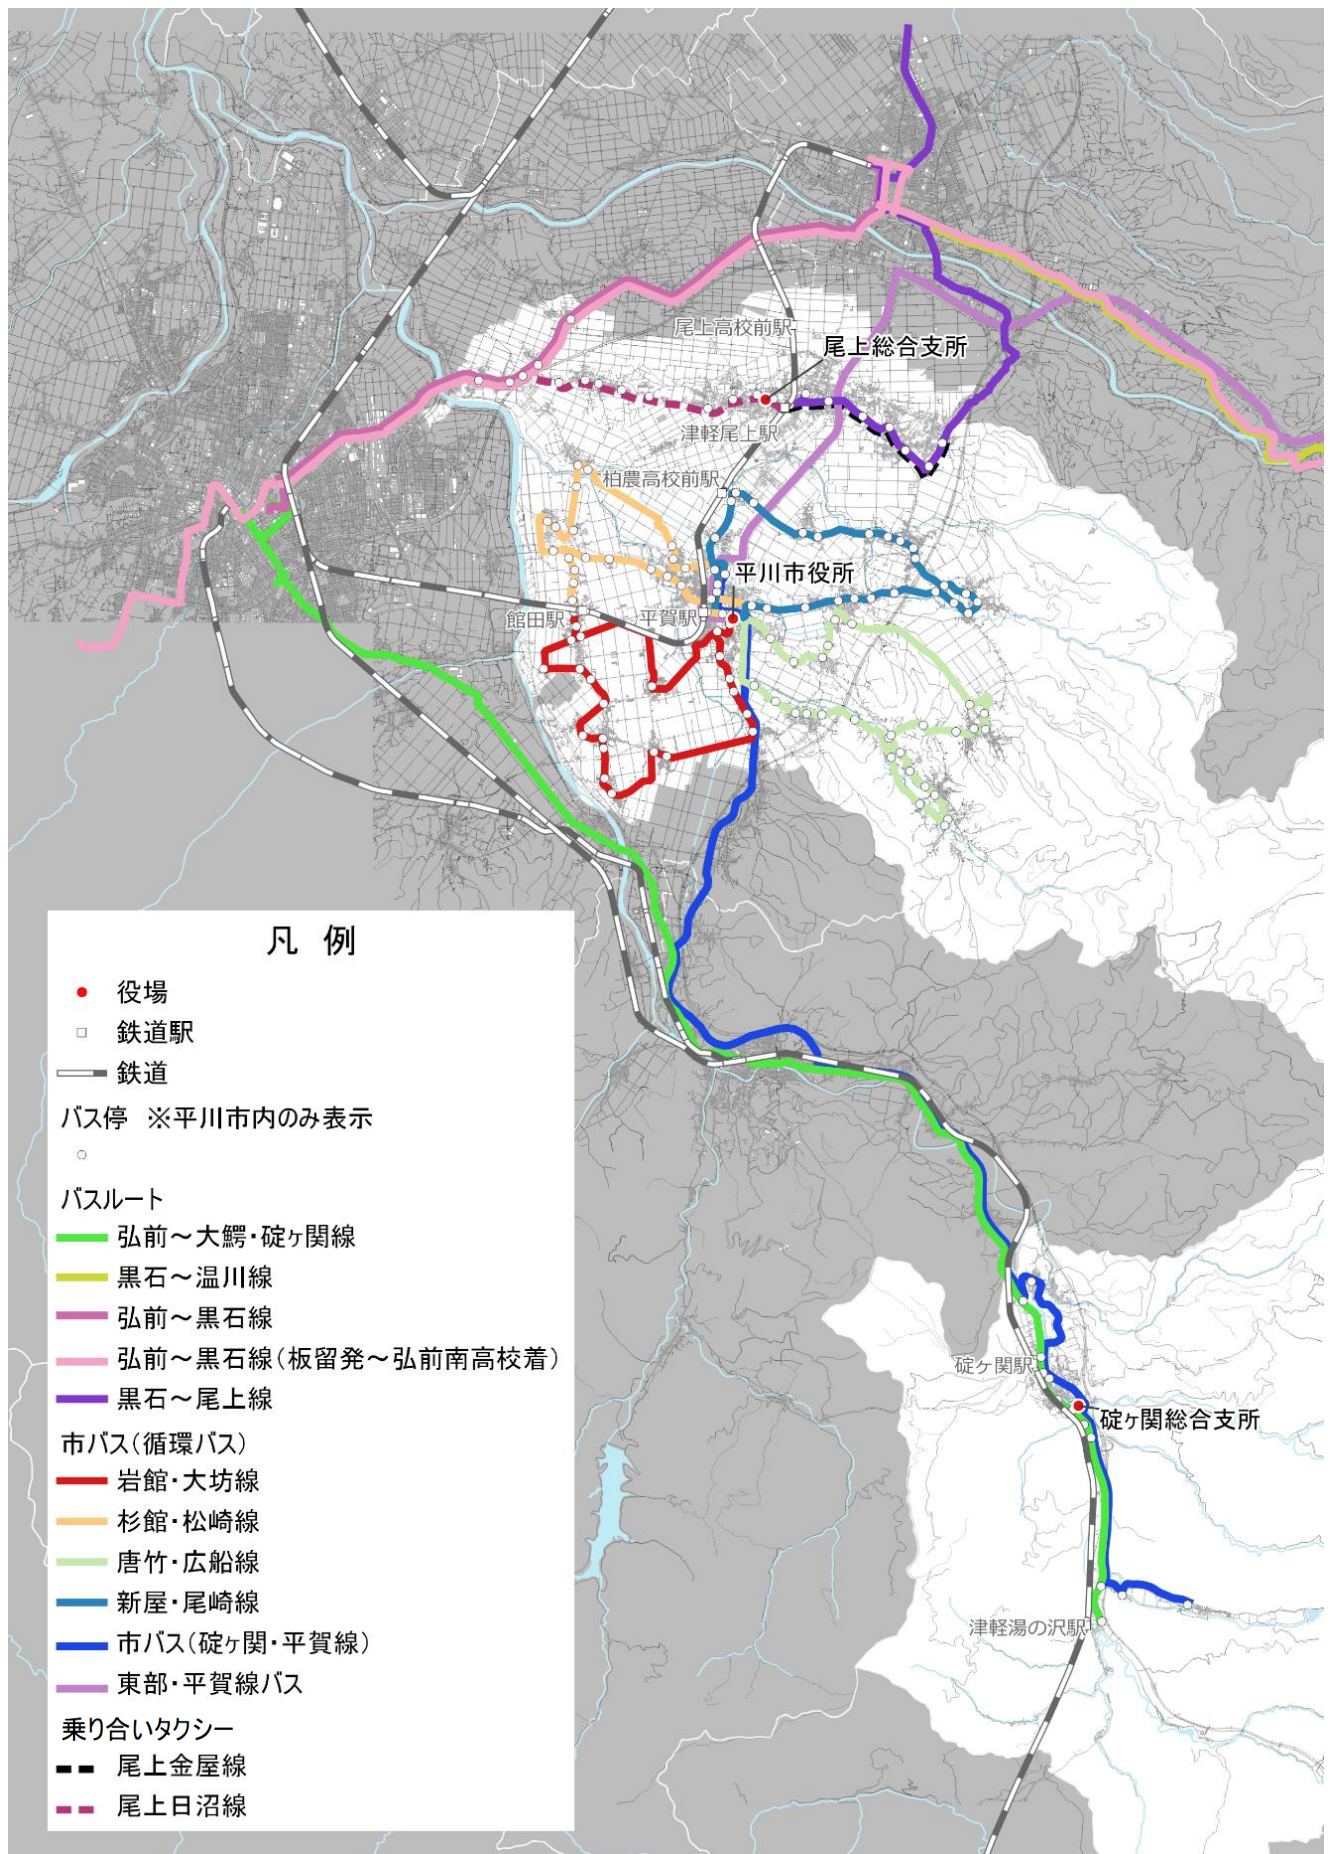 尾上高校前駅
尾上総合支所
津軽尾上駅
柏農高校前駅
平川市役所
館田駅
平賀駅
凡 例
役場
鉄道駅
鉄道
バス停 ※平川市内のみ表示
バスルート
弘前～大鰐・碇ヶ関線
黒石～温川線
弘前～黒石線
弘前～黒石線(板留発～弘前南高校着)
黒石～尾上線
市バス(循環バス)
岩館・大坊線
杉館・松崎線
唐竹・広船線
新屋・尾崎線
市バス(碇ヶ関・平賀線)
東部・平賀線バス
乗り合いタクシー
尾上金屋線
尾上日沼線
碇ヶ関駅
碇ヶ関総合支所
津軽湯の沢駅